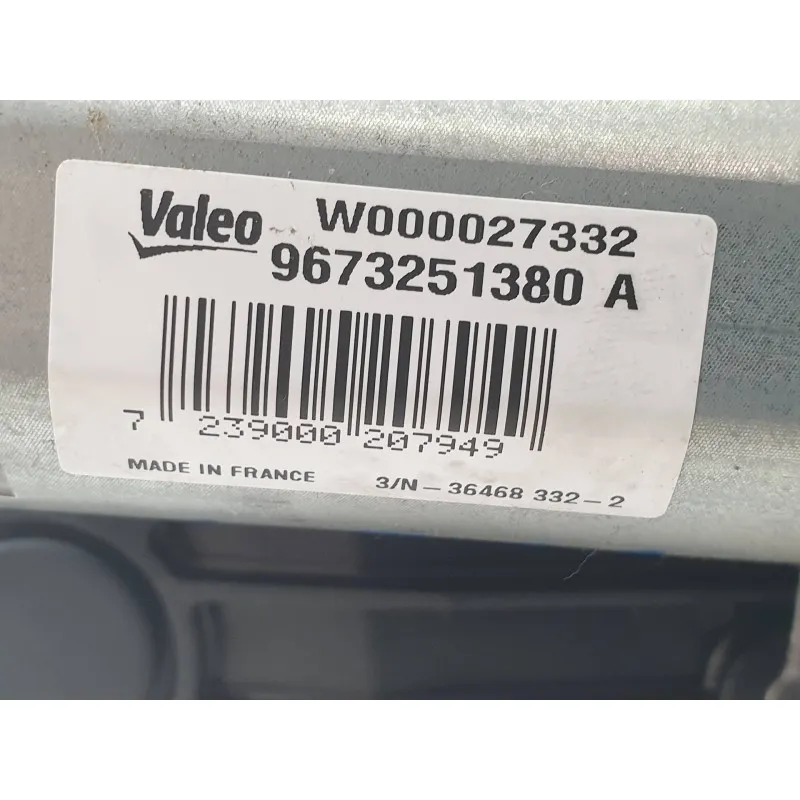 Valeo W000027332
9673251380 A
7 239000 207949
MADE IN FRANCE 3/N - 36468 332 - 2